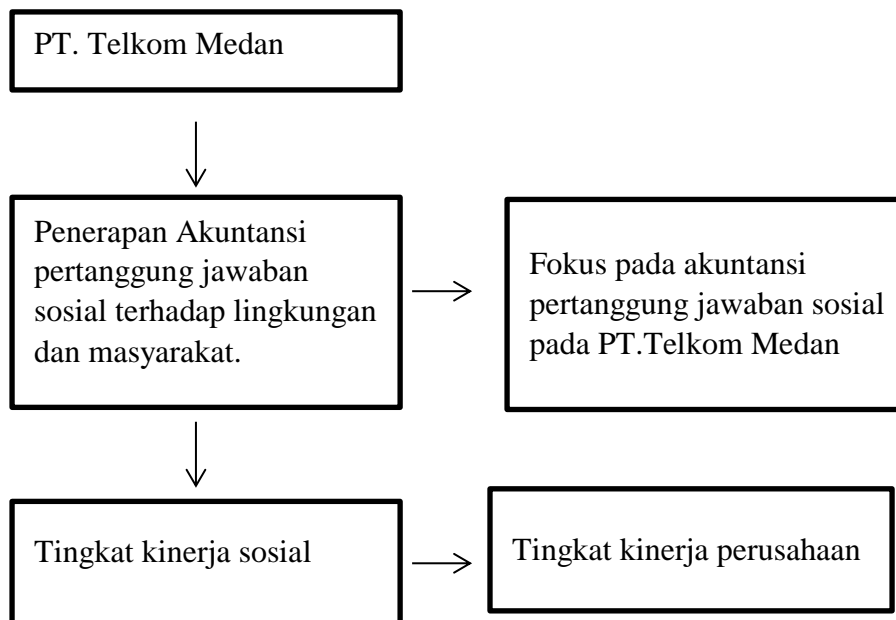 PT. Telkom Medan
Penerapan Akuntansi
pertanggung jawaban
sosial terhadap lingkungan
dan masyarakat.
Fokus pada akuntansi
pertanggung jawaban sosial
pada PT.Telkom Medan
Tingkat kinerja sosial
Tingkat kinerja perusahaan